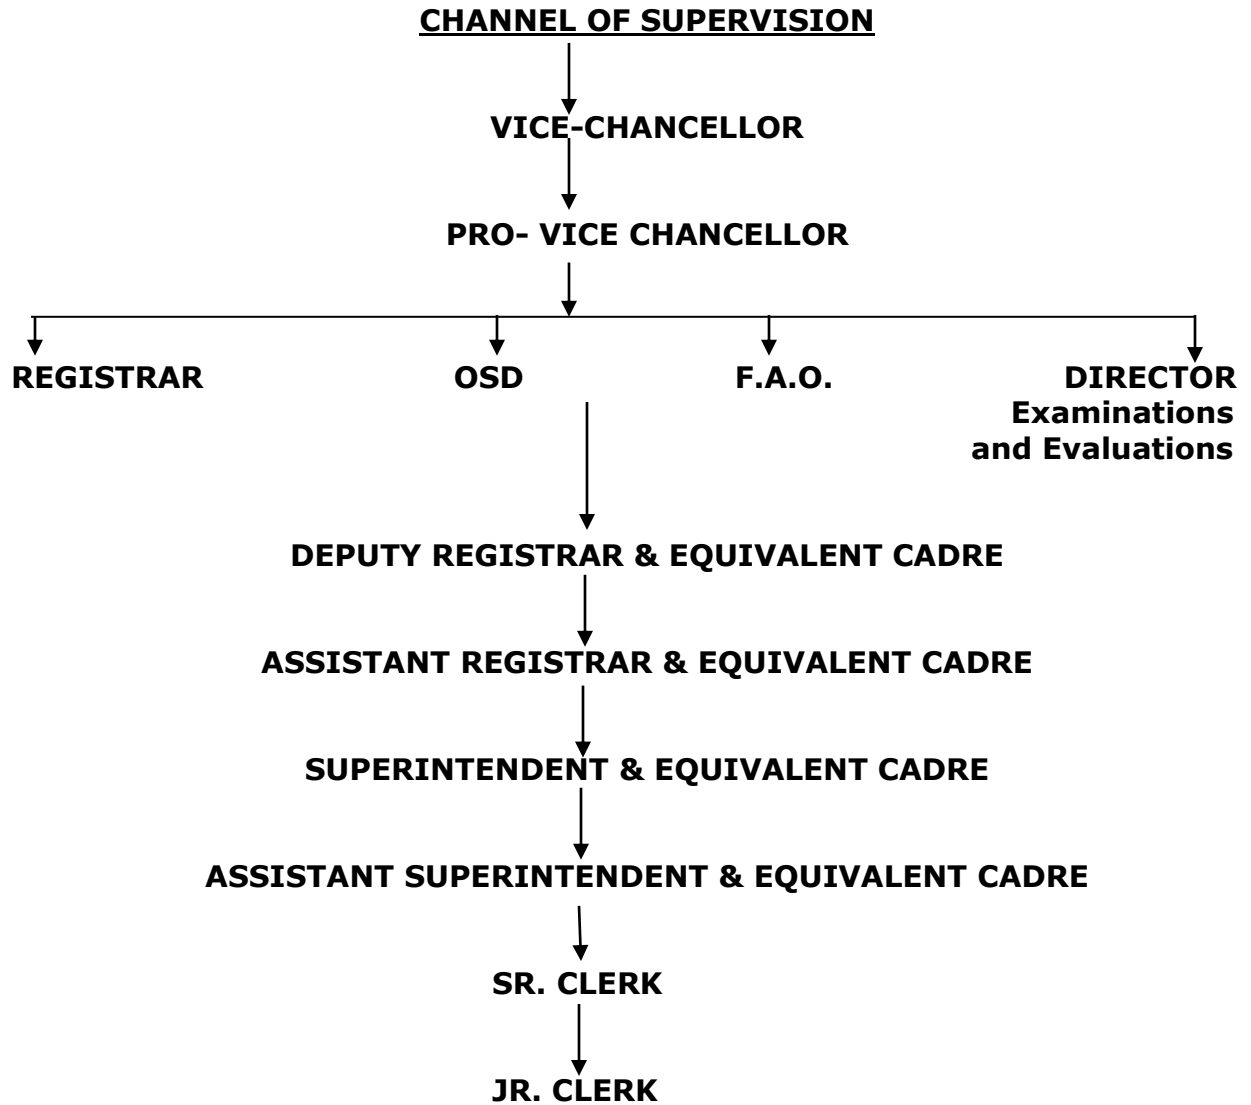 CHANNEL OF SUPERVISION
VICE-CHANCELLOR
PRO- VICE CHANCELLOR
REGISTRAR OSD F.A.O. DIRECTOR
Examinations
and Evaluations
DEPUTY REGISTRAR & EQUIVALENT CADRE
ASSISTANT REGISTRAR & EQUIVALENT CADRE
SUPERINTENDENT & EQUIVALENT CADRE
ASSISTANT SUPERINTENDENT & EQUIVALENT CADRE
SR. CLERK
JR. CLERK